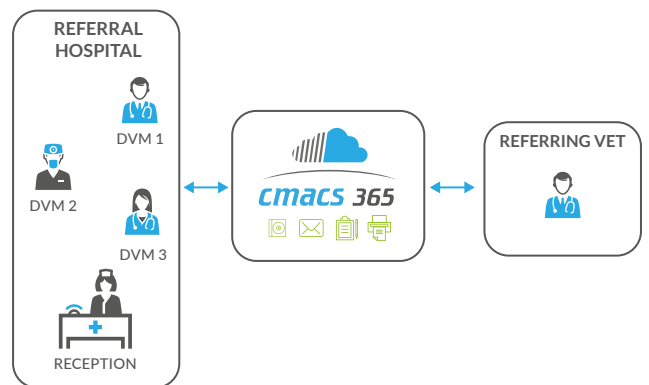 REFERRAL
HOSPITAL
DVM 1
DVM 2
DVM 3
RECEPTION
cmacs 365
REFERRING VET